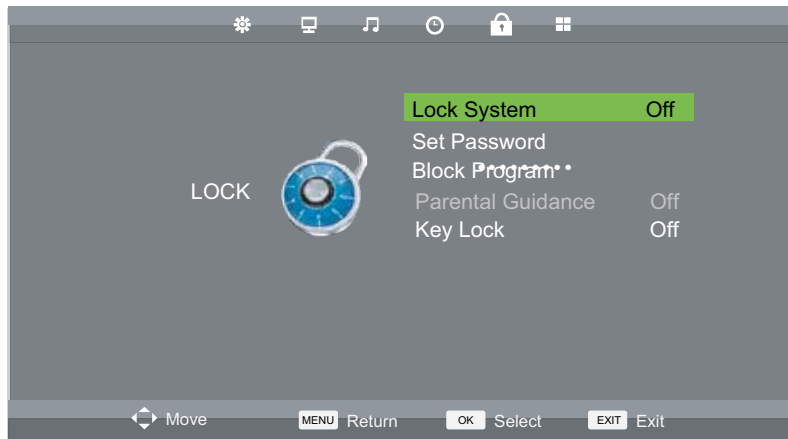 Lock System Off
Set Password
Block Program
LOCK
Parental Guidance Off
Key Lock Off
Move MENU Return OK Select EXIT Exit